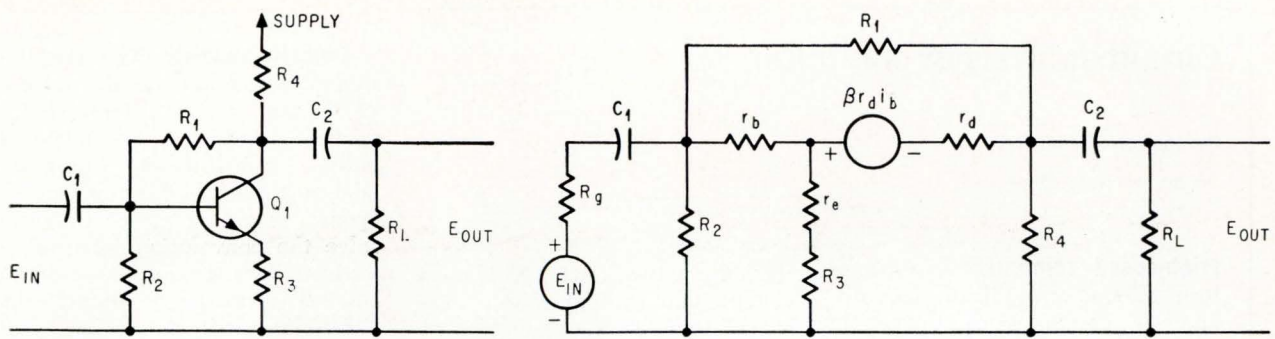 SUPPLY
R4
R1
C2
C1
Q1
RL
EOUT
EIN
R2
R3
R1
βrdib
C1
rb
+
-
rd
C2
Rg
R2
re
R4
RL
EOUT
+
EIN
-
R3